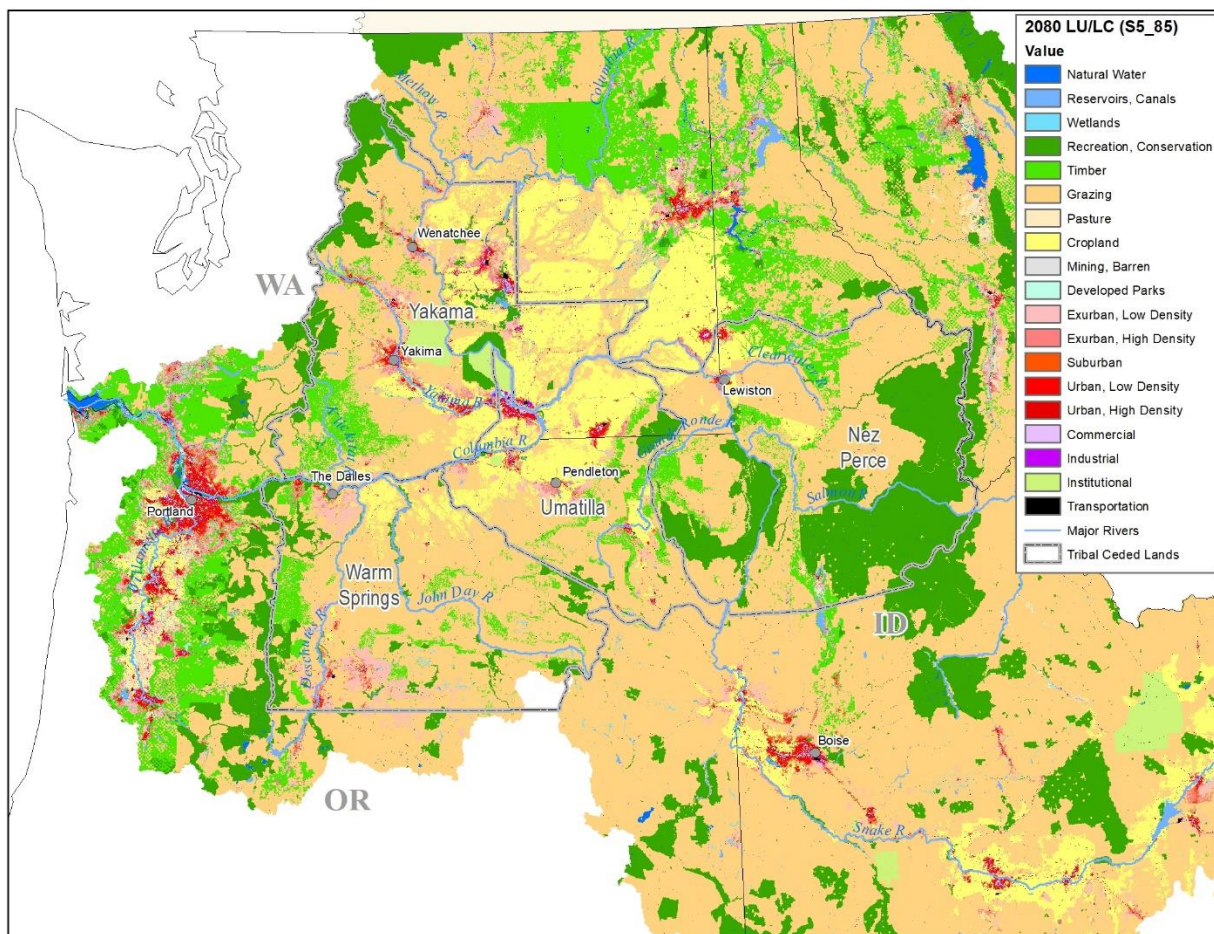 2080 LU/LC (S5_85)
Value
Natural Water
Reservoirs, Canals
Wetlands
Recreation, Conservation
Timber
Grazing
Pasture
Cropland
Mining, Barren
Developed Parks
Exurban, Low Density
Exurban, High Density
Suburban
Urban, Low Density
Urban, High Density
Commercial
Industrial
Institutional
Transportation
Major Rivers
Tribal Ceded Lands
Methow R
Columbia R
Wenatchee
WA
Yakama
Yakima
Yakama R
Clearwater R
Lewiston
Ronde R
Columbia R
Nez
Perce
The Dalles
Pendleton
Umatilla
Salmon R
Portland
Warm
Springs
John Day R
Deschutes R
ID
Boise
OR
Snake R